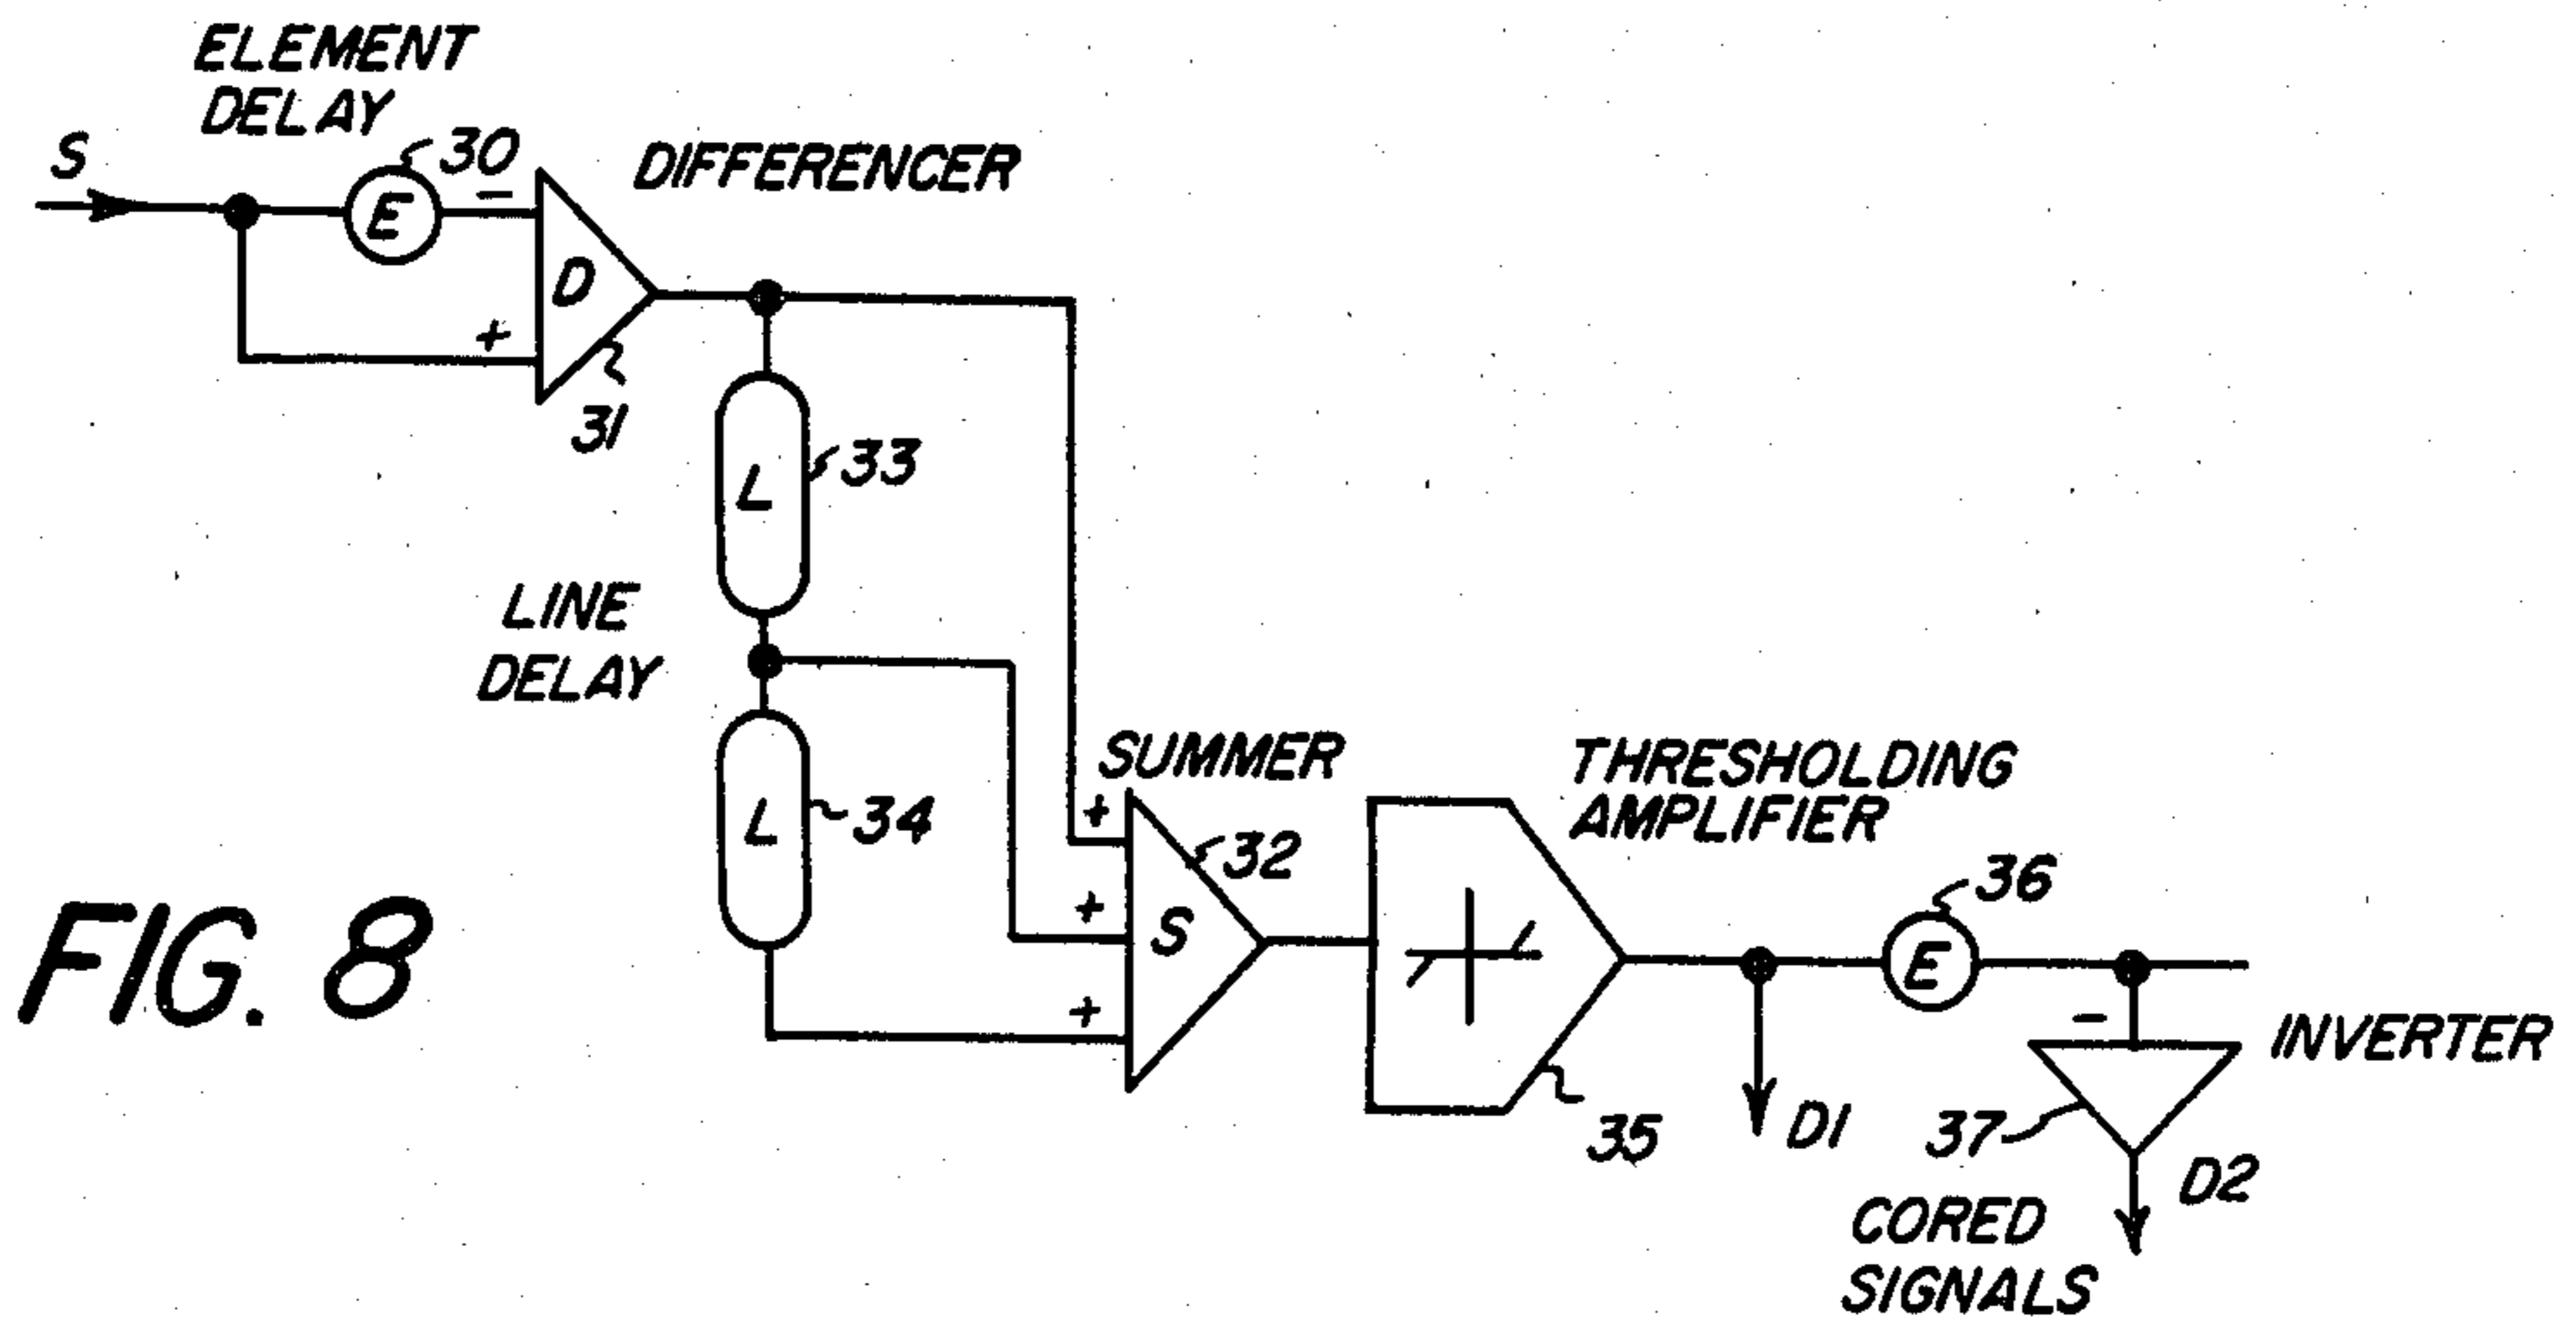 ELEMENT
DELAY
S
30
E
−
+
D
DIFFERENCER
31
L
33
LINE
DELAY
L
34
SUMMER
+
+
+
S
32
THRESHOLDING
AMPLIFIER
35
36
E
D1
−
INVERTER
37
D2
CORED
SIGNALS
FIG. 8